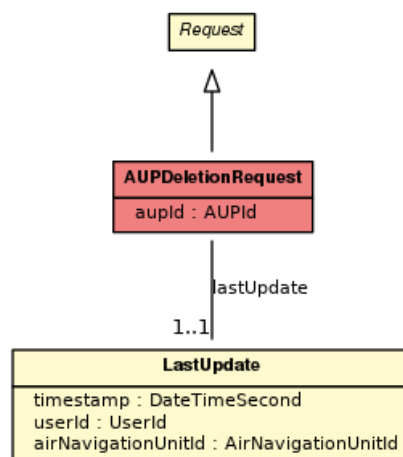 Request
AUPDeletionRequest
aupId : AUPId
lastUpdate
1..1
LastUpdate
timestamp : DateTimeSecond
userId : UserId
airNavigationUnitId : AirNavigationUnitId